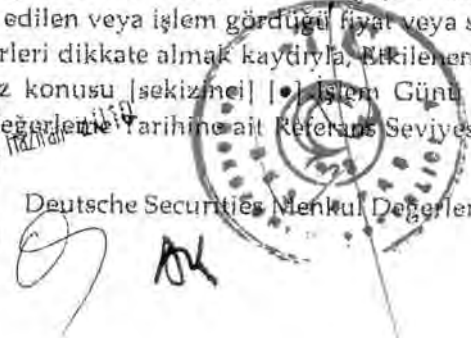 edilen veya işlem gördüğü fiyat veya s
rleri dikkate almak kaydıyla, Etkilenen
z konusu [sekizinci] [●] İşlem Günü
eğerleme Tarihine ait Referans Seviyes
Deutsche Securities Menkul Değerler